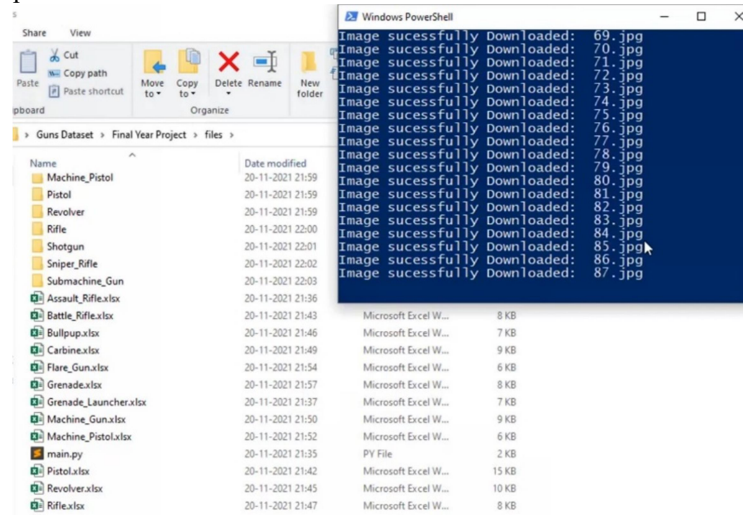 Windows PowerShell
Share View
Cut
Copy path
Paste shortcut
Paste
Move to
Copy to
Delete
Rename
New folder
pboard
Organize
Guns Dataset > Final Year Project > files >
Name Date modified
Machine_Pistol 20-11-2021 21:59
Pistol 20-11-2021 21:59
Revolver 20-11-2021 21:59
Rifle 20-11-2021 22:00
Shotgun 20-11-2021 22:01
Sniper_Rifle 20-11-2021 22:02
Submachine_Gun 20-11-2021 22:03
Assault_Rifle.xlsx 20-11-2021 21:36
Battle_Rifle.xlsx 20-11-2021 21:43 Microsoft Excel W... 8 KB
Bullpup.xlsx 20-11-2021 21:46 Microsoft Excel W... 7 KB
Carbine.xlsx 20-11-2021 21:49 Microsoft Excel W... 9 KB
Flare_Gun.xlsx 20-11-2021 21:54 Microsoft Excel W... 6 KB
Grenade.xlsx 20-11-2021 21:57 Microsoft Excel W... 8 KB
Grenade_Launcher.xlsx 20-11-2021 21:37 Microsoft Excel W... 7 KB
Machine_Gun.xlsx 20-11-2021 21:50 Microsoft Excel W... 9 KB
Machine_Pistol.xlsx 20-11-2021 21:52 Microsoft Excel W... 6 KB
main.py 20-11-2021 21:35 PY File 2 KB
Pistol.xlsx 20-11-2021 21:42 Microsoft Excel W... 15 KB
Revolver.xlsx 20-11-2021 21:45 Microsoft Excel W... 10 KB
Rifle.xlsx 20-11-2021 21:47 Microsoft Excel W... 8 KB
Image sucessfully Downloaded: 69.jpg
Image sucessfully Downloaded: 70.jpg
Image sucessfully Downloaded: 71.jpg
Image sucessfully Downloaded: 72.jpg
Image sucessfully Downloaded: 73.jpg
Image sucessfully Downloaded: 74.jpg
Image sucessfully Downloaded: 75.jpg
Image sucessfully Downloaded: 76.jpg
Image sucessfully Downloaded: 77.jpg
Image sucessfully Downloaded: 78.jpg
Image sucessfully Downloaded: 79.jpg
Image sucessfully Downloaded: 80.jpg
Image sucessfully Downloaded: 81.jpg
Image sucessfully Downloaded: 82.jpg
Image sucessfully Downloaded: 83.jpg
Image sucessfully Downloaded: 84.jpg
Image sucessfully Downloaded: 85.jpg
Image sucessfully Downloaded: 86.jpg
Image sucessfully Downloaded: 87.jpg